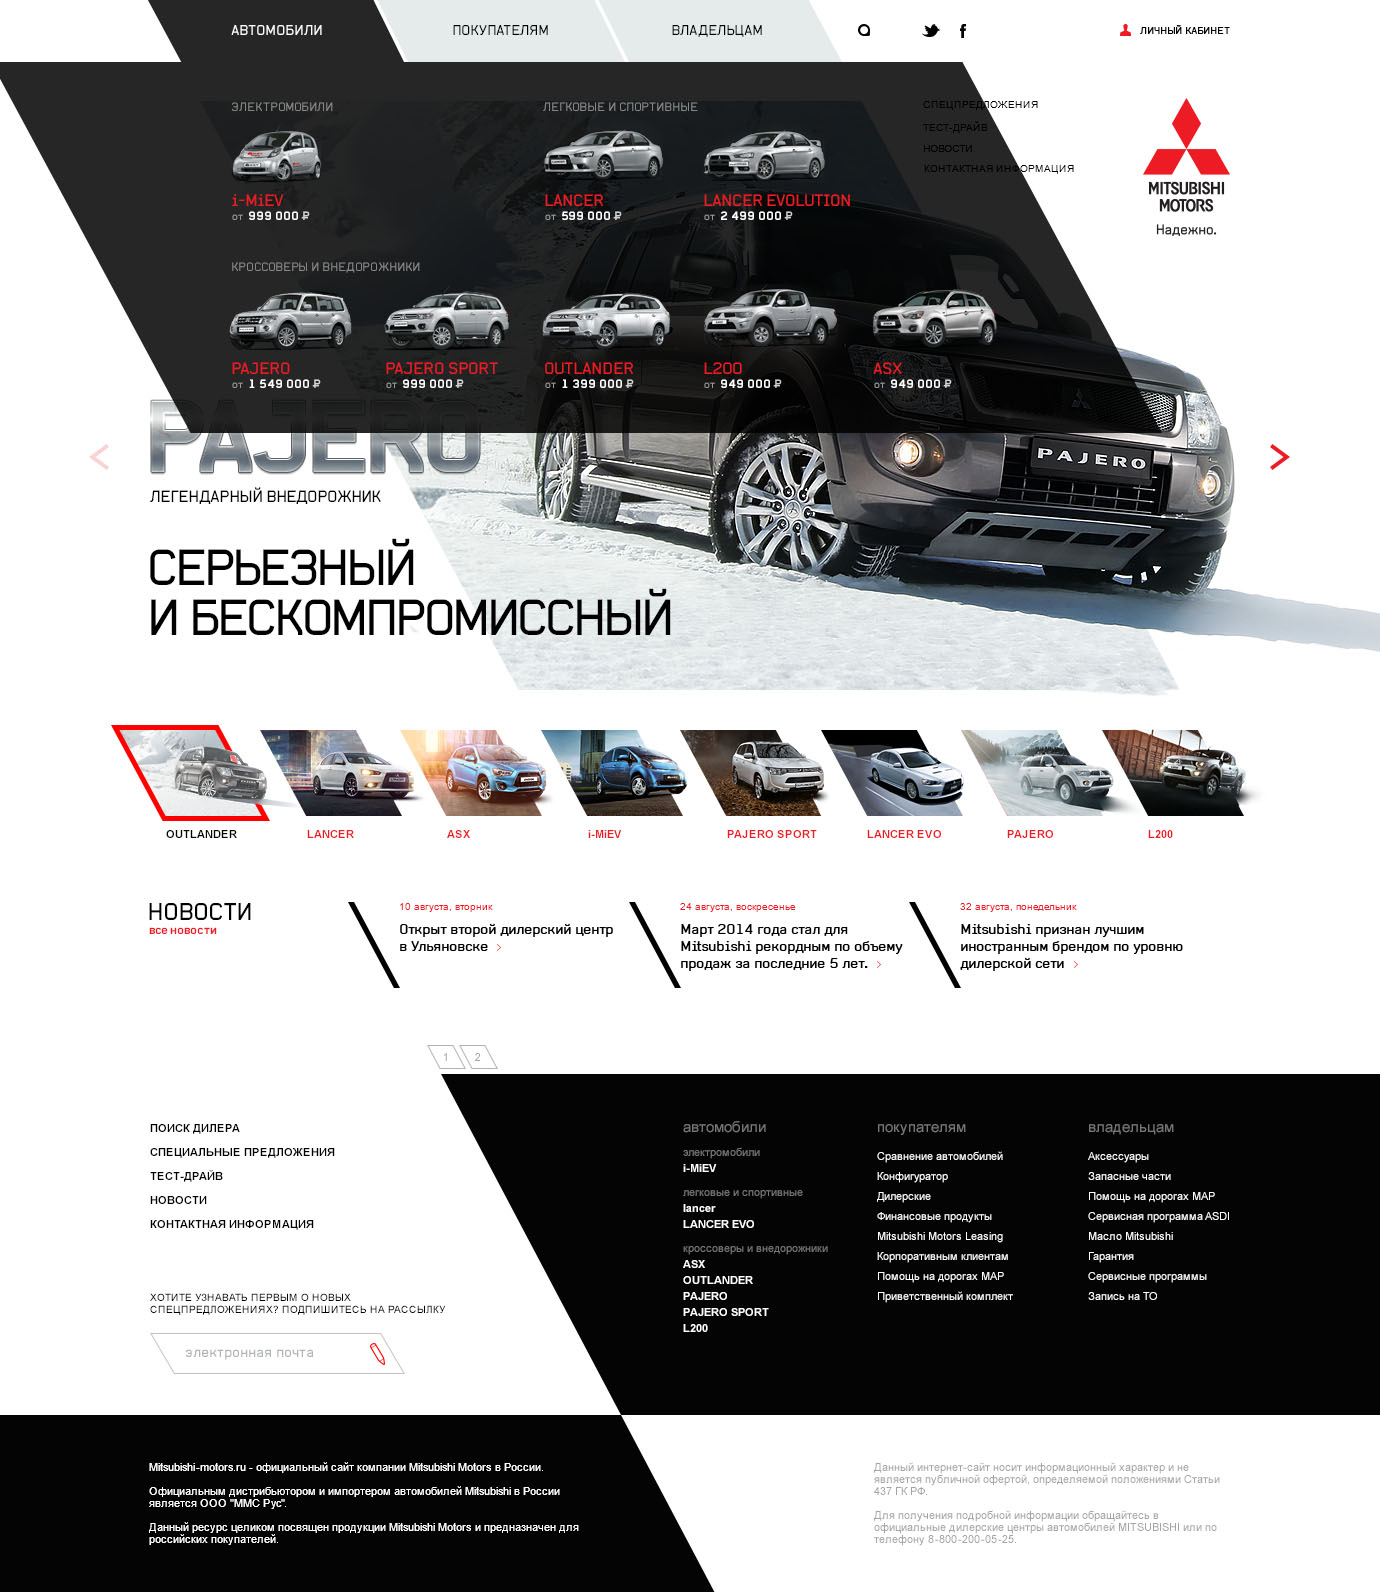 АВТОМОБИЛИ
ПОКУПАТЕЛЯМ
ВЛАДЕЛЬЦАМ
ЛИЧНЫЙ КАБИНЕТ
ЭЛЕКТРОМОБИЛИ
ЛЕГКОВЫЕ И СПОРТИВНЫЕ
i-MiEV
от 999 000 ₽
LANCER
от 599 000 ₽
LANCER EVOLUTION
от 2 499 000 ₽
СПЕЦПРЕДЛОЖЕНИЯ
ТЕСТ-ДРАЙВ
НОВОСТИ
КОНТАКТНАЯ ИНФОРМАЦИЯ
MITSUBISHI
MOTORS
Надежно.
КРОССОВЕРЫ И ВНЕДОРОЖНИКИ
PAJERO
от 1 549 000 ₽
PAJERO SPORT
от 999 000 ₽
OUTLANDER
от 1 399 000 ₽
L200
от 949 000 ₽
ASX
от 949 000 ₽
PAJERO
PAJERO
ЛЕГЕНДАРНЫЙ ВНЕДОРОЖНИК
СЕРЬЕЗНЫЙ
И БЕСКОМПРОМИССНЫЙ
OUTLANDER
LANCER
ASX
i-MiEV
PAJERO SPORT
LANCER EVO
PAJERO
L200
НОВОСТИ
все новости
10 августа, вторник
Открыт второй дилерский центр
в Ульяновске
24 августа, воскресенье
Март 2014 года стал для
Mitsubishi рекордным по объему
продаж за последние 5 лет.
32 августа, понедельник
Mitsubishi признан лучшим
иностранным брендом по уровню
дилерской сети
1
2
ПОИСК ДИЛЕРА
СПЕЦИАЛЬНЫЕ ПРЕДЛОЖЕНИЯ
ТЕСТ-ДРАЙВ
НОВОСТИ
КОНТАКТНАЯ ИНФОРМАЦИЯ
ХОТИТЕ УЗНАВАТЬ ПЕРВЫМ О НОВЫХ
СПЕЦПРЕДЛОЖЕНИЯХ? ПОДПИШИТЕСЬ НА РАССЫЛКУ
электронная почта
автомобили
электромобили
i-MiEV
легковые и спортивные
lancer
LANCER EVO
кроссоверы и внедорожники
ASX
OUTLANDER
PAJERO
PAJERO SPORT
L200
покупателям
Сравнение автомобилей
Конфигуратор
Дилерские
Финансовые продукты
Mitsubishi Motors Leasing
Корпоративным клиентам
Помощь на дорогах MAP
Приветственный комплект
владельцам
Аксессуары
Запасные части
Помощь на дорогах MAP
Сервисная программа ASDI
Масло Mitsubishi
Гарантия
Сервисные программы
Запись на ТО
Mitsubishi-motors.ru - официальный сайт компании Mitsubishi Motors в России.
Официальным дистрибьютором и импортером автомобилей Mitsubishi в России
является ООО "ММС Рус".
Данный ресурс целиком посвящен продукции Mitsubishi Motors и предназначен для
российских покупателей.
Данный интернет-сайт носит информационный характер и не
является публичной офертой, определяемой положениями Статьи
437 ГК РФ.
Для получения подробной информации обращайтесь в
официальные дилерские центры автомобилей MITSUBISHI или по
телефону 8-800-200-05-25.